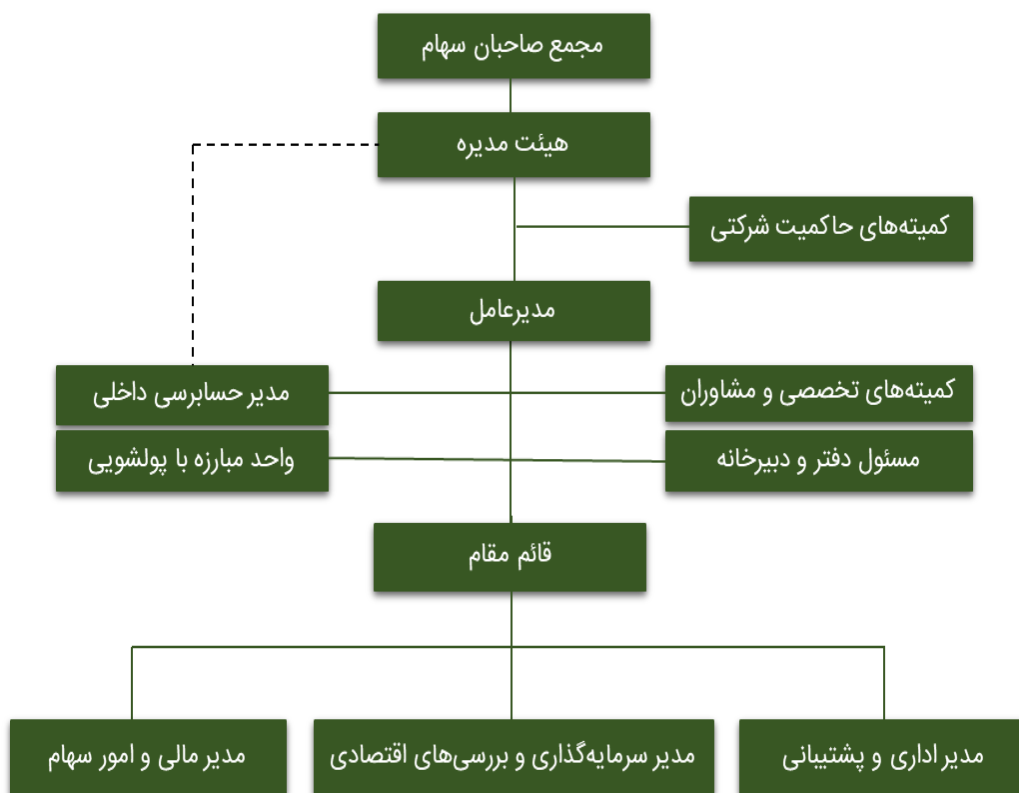 مجمع صاحبان سهام
هیئت مدیره
کمیته‌های حاکمیت شرکتی
مدیرعامل
کمیته‌های تخصصی و مشاوران
مدیر حسابرسی داخلی
مسئول دفتر و دبیرخانه
واحد مبارزه با پولشویی
قائم مقام
مدیر اداری و پشتیبانی
مدیر سرمایه‌گذاری و بررسی‌های اقتصادی
مدیر مالی و امور سهام